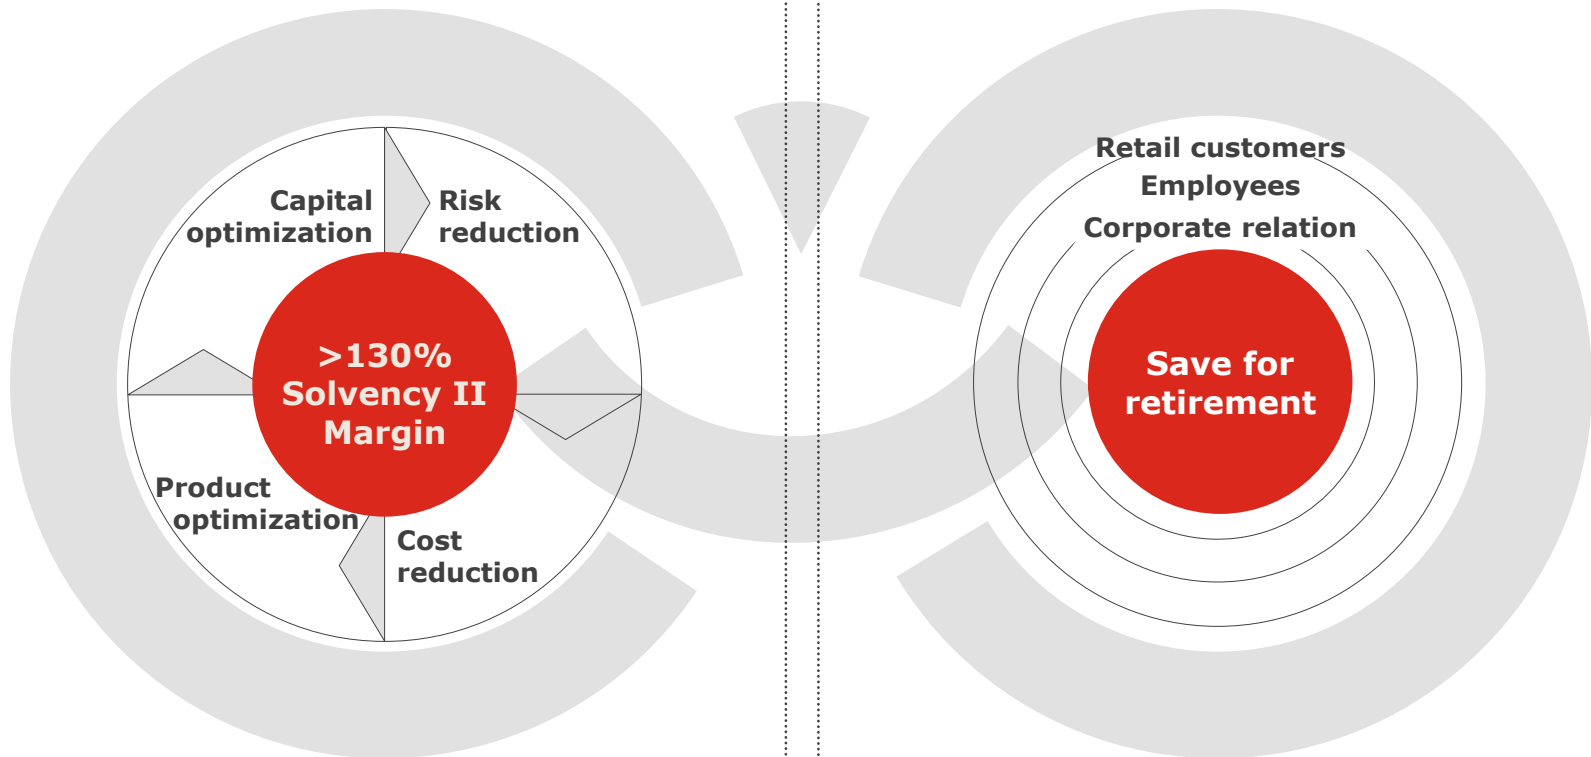 Capital
optimization
Risk
reduction
>130%
Solvency II
Margin
Product
optimization
Cost
reduction
Retail customers
Employees
Corporate relation
Save for
retirement